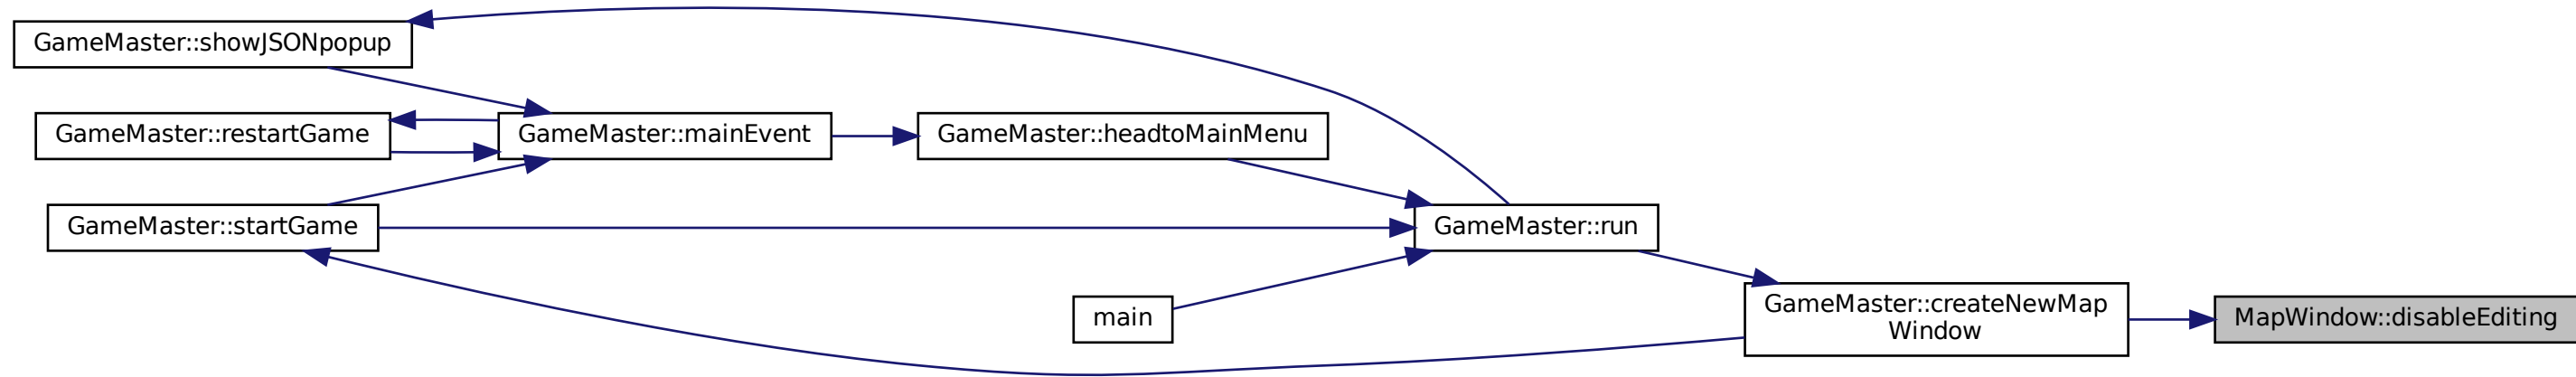 GameMaster::showJSONpopup
GameMaster::restartGame
GameMaster::mainEvent
GameMaster::headtoMainMenu
GameMaster::startGame
GameMaster::run
main
GameMaster::createNewMap
Window
MapWindow::disableEditing